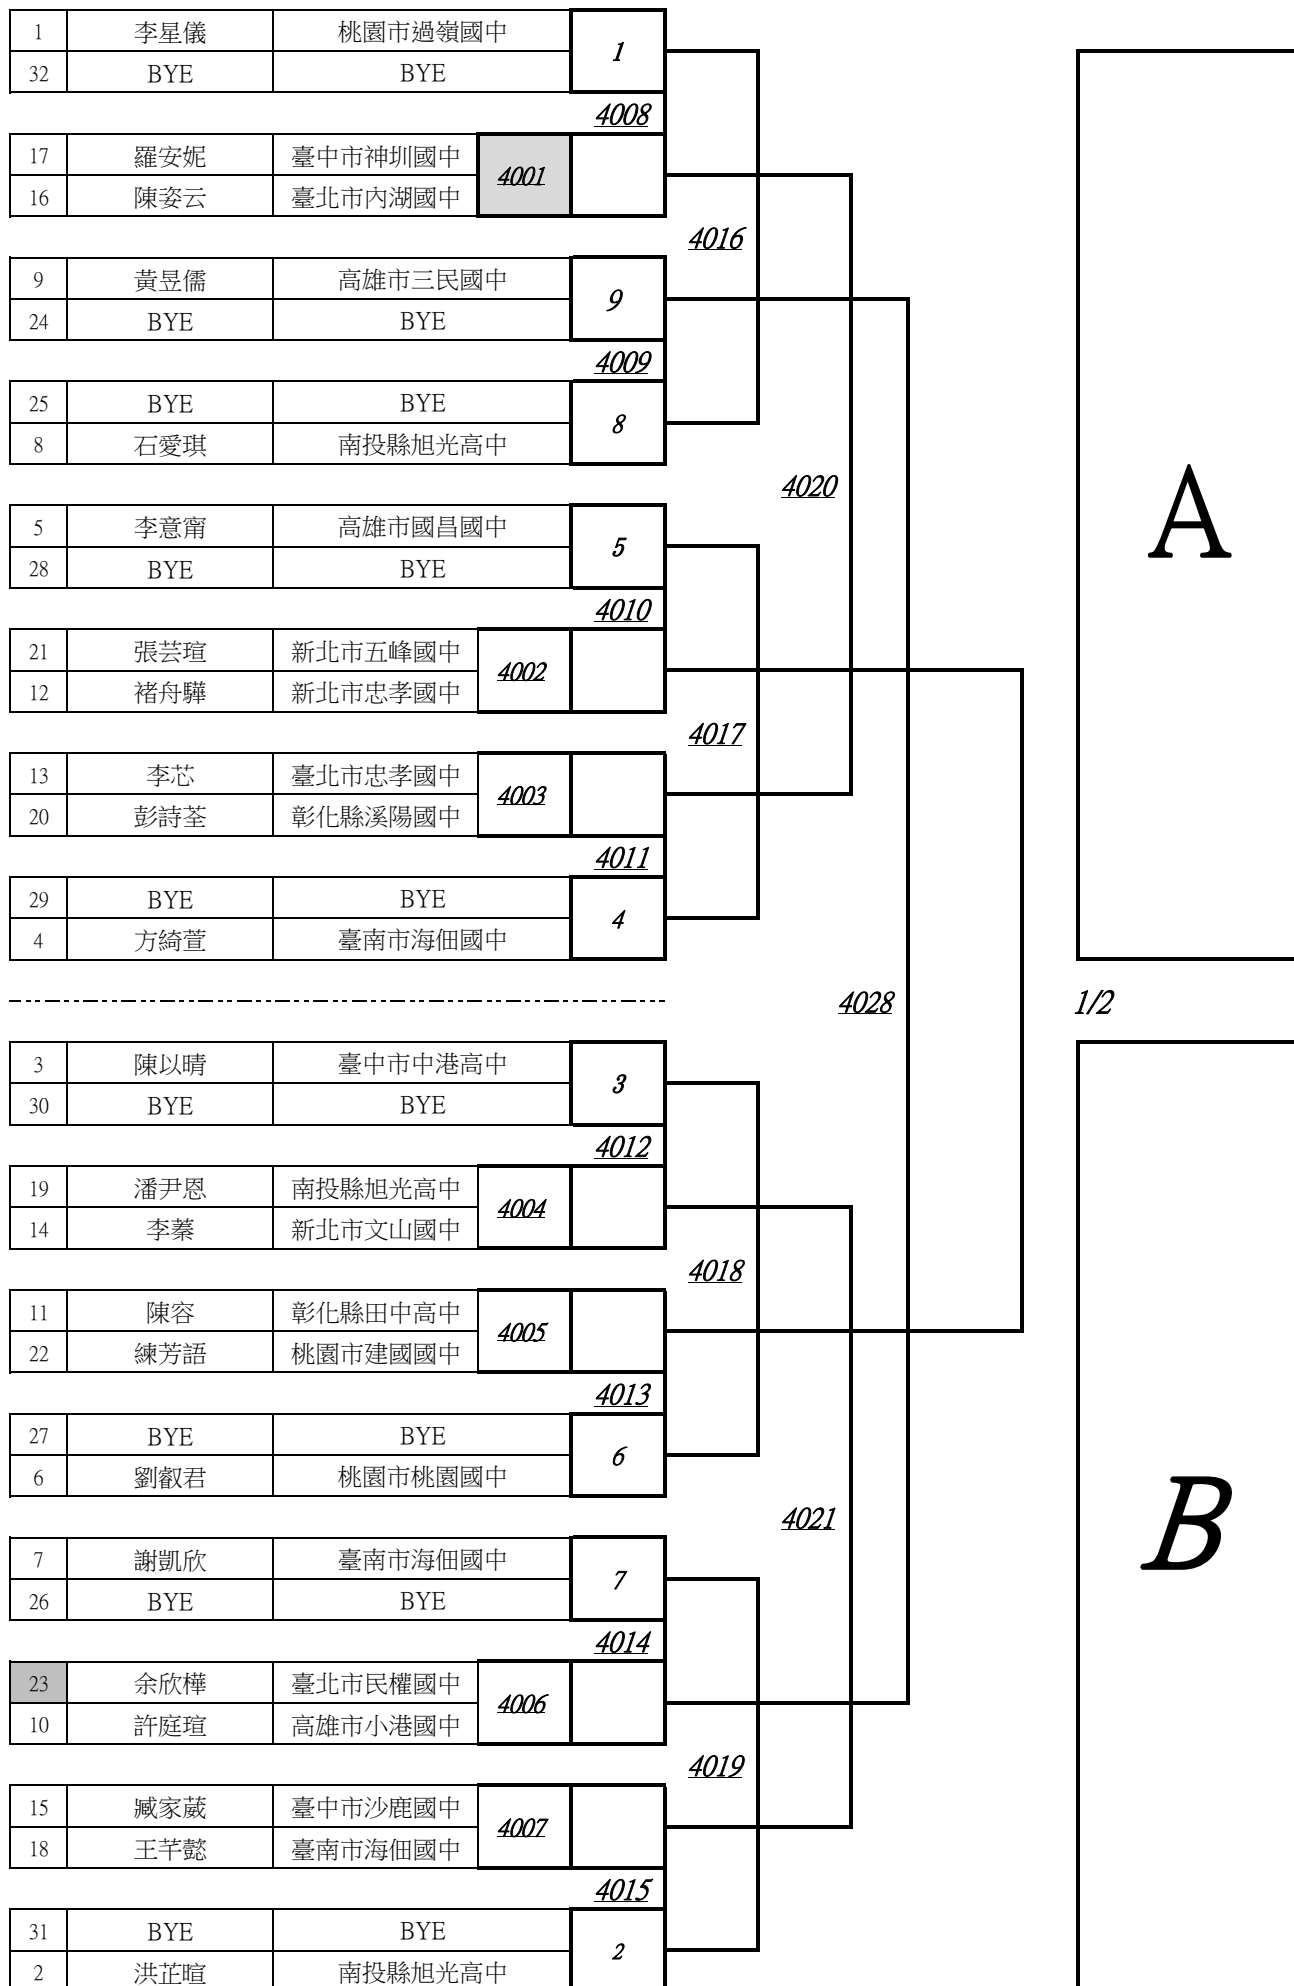 1 李星儀 桃園市過嶺國中 1
32 BYE BYE
4008
17 羅安妮 臺中市神圳國中 4001
16 陳姿云 臺北市內湖國中
4016
9 黃昱儒 高雄市三民國中 9
24 BYE BYE
4009
25 BYE BYE 8
8 石愛琪 南投縣旭光高中
4020
A
5 李意甯 高雄市國昌國中 5
28 BYE BYE
4010
21 張芸瑄 新北市五峰國中 4002
12 褚舟驊 新北市忠孝國中
4017
13 李芯 臺北市忠孝國中 4003
20 彭詩荃 彰化縣溪陽國中
4011
29 BYE BYE 4
4 方綺萱 臺南市海佃國中
4028 1/2
3 陳以晴 臺中市中港高中 3
30 BYE BYE
4012
19 潘尹恩 南投縣旭光高中 4004
14 李蓁 新北市文山國中
4018
11 陳容 彰化縣田中高中 4005
22 練芳語 桃園市建國國中
4013
27 BYE BYE 6
6 劉叡君 桃園市桃園國中
4021
B
7 謝凱欣 臺南市海佃國中 7
26 BYE BYE
4014
23 余欣樺 臺北市民權國中 4006
10 許庭瑄 高雄市小港國中
4019
15 臧家葳 臺中市沙鹿國中 4007
18 王芊懿 臺南市海佃國中
4015
31 BYE BYE 2
2 洪芷暄 南投縣旭光高中